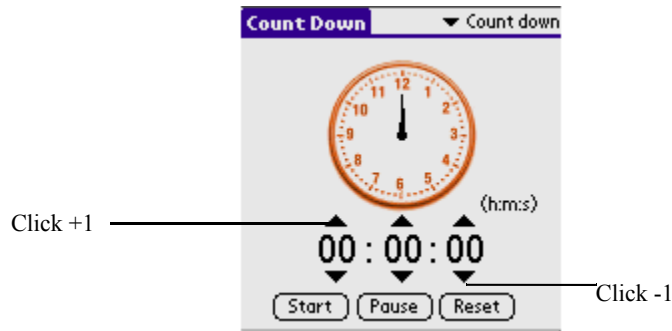 Count Down
Count down
12
11 1
10 2
9 3
8 4
7 5
6
(h:m:s)
Click +1
00 : 00 : 00
Click -1
Start Pause Reset